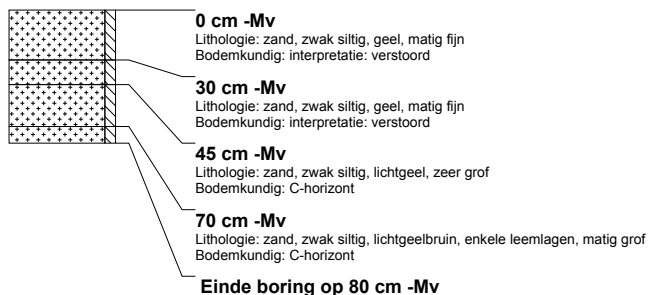 0 cm -Mv
Lithologie: zand, zwak siltig, geel, matig fijn
Bodemkundig: interpretatie: verstoord
30 cm -Mv
Lithologie: zand, zwak siltig, geel, matig fijn
Bodemkundig: interpretatie: verstoord
45 cm -Mv
Lithologie: zand, zwak siltig, lichtgeel, zeer grof
Bodemkundig: C-horizont
70 cm -Mv
Lithologie: zand, zwak siltig, lichtgeelbruin, enkele leemlagen, matig grof
Bodemkundig: C-horizont
Einde boring op 80 cm -Mv